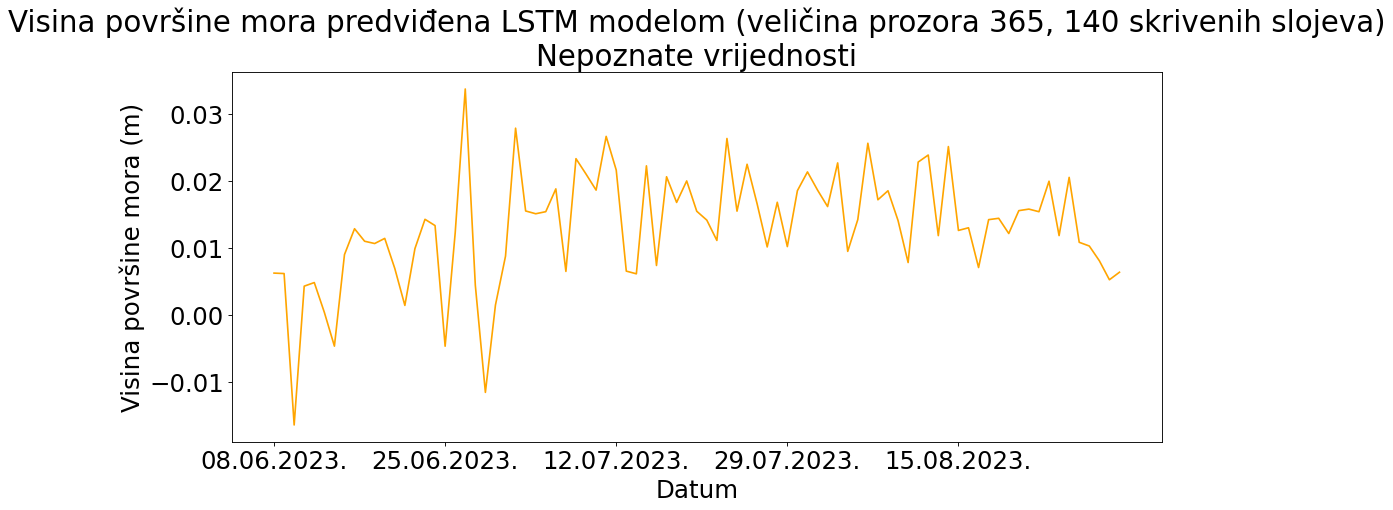 Visina površine mora predviđena LSTM modelom (veličina prozora 365, 140 skrivenih slojeva)
Nepoznate vrijednosti
Visina površine mora (m)
0.03
0.02
0.01
0.00
−0.01
08.06.2023. 25.06.2023. 12.07.2023. 29.07.2023. 15.08.2023.
Datum